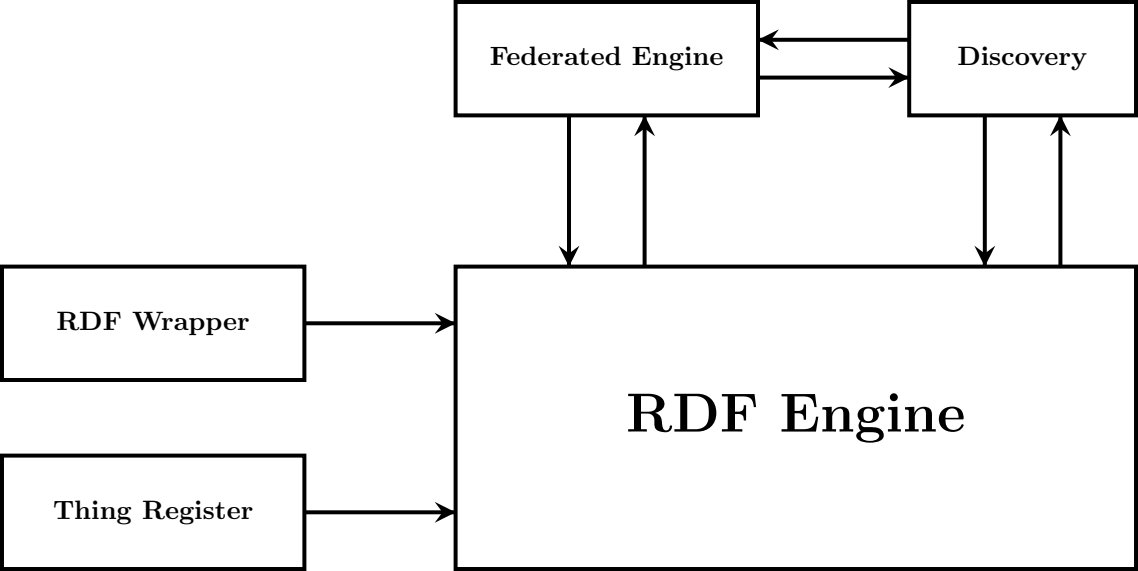 Federated Engine
Discovery
RDF Wrapper
RDF Engine
Thing Register